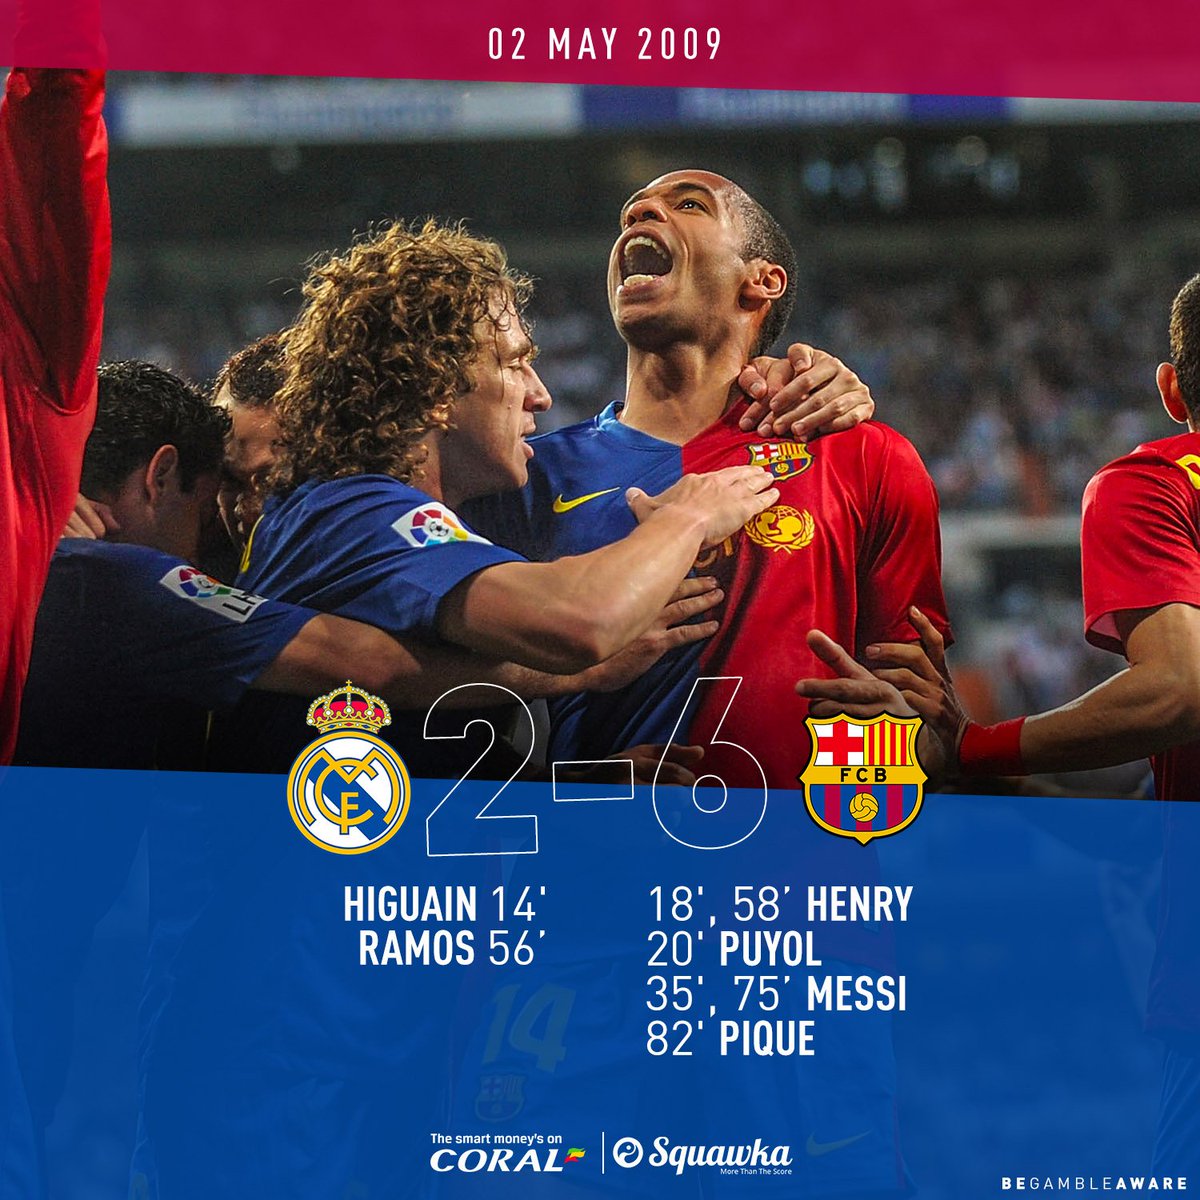 02 MAY 2009
2-6
FCB
HIGUAIN 14'
RAMOS 56’
18', 58’ HENRY
20' PUYOL
35', 75’ MESSI
82' PIQUE
14
The smart money's on
CORAL
Squawka
More Than The Score
BEGAMBLEAWARE